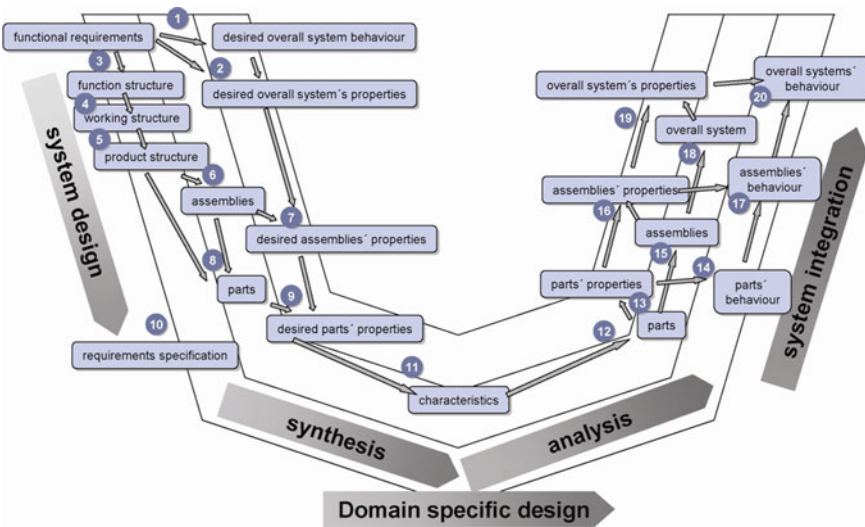 1
functional requirements
desired overall system behaviour
3
2
function structure
desired overall system´s properties
4
working structure
5
product structure
6
assemblies
7
desired assemblies´ properties
8
parts
9
desired parts´ properties
10
requirements specification
11
characteristics
12
13
parts
parts´ properties
14
parts´
behaviour
15
assemblies
16
assemblies´ properties
17
assemblies´
behaviour
18
overall system
19
overall system´s properties
20
overall systems´
behaviour
system design
synthesis
analysis
system integration
Domain specific design